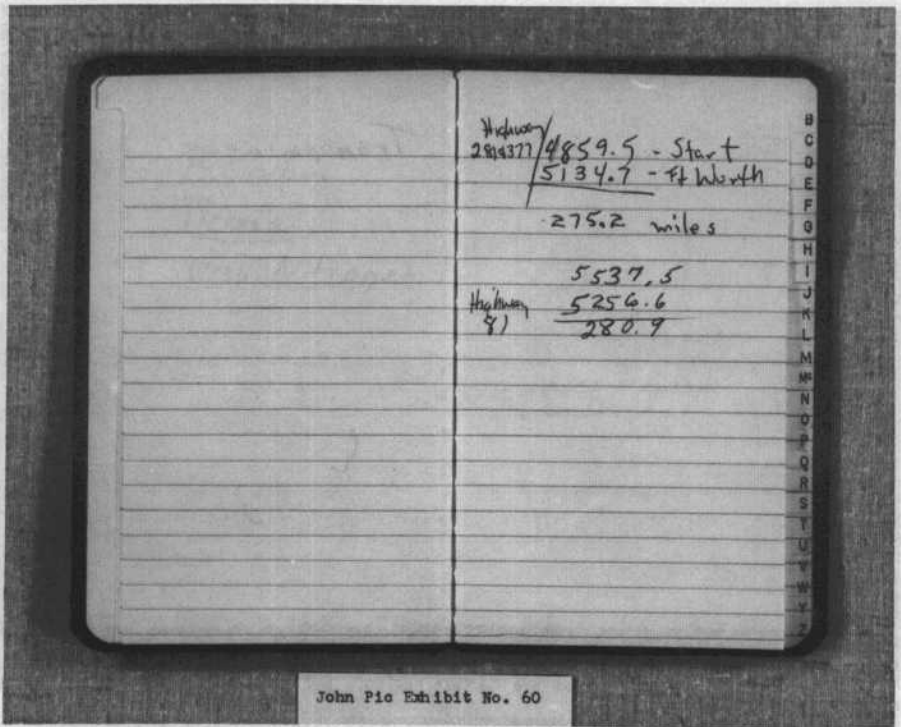 Highway
281&377 4859.5 - Start
5134.7 - Ft Worth
275.2 miles
5537.5
Highway 5256.6
81 280.9
B
C
D
E
F
G
H
I
J
K
L
M
Mc
N
O
P
Q
R
S
T
U
V
W
Y
Z
John Pic Exhibit No. 60